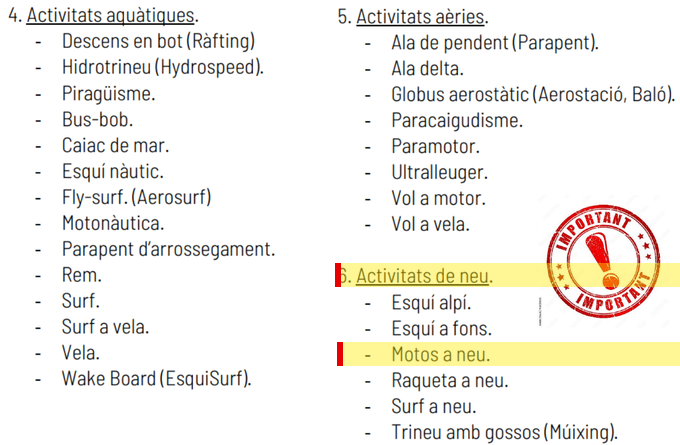 4. Activitats aquàtiques.
- Descens en bot (Ràfting)
- Hidrotrineu (Hydrospeed).
- Piragüisme.
- Bus-bob.
- Caiac de mar.
- Esquí nàutic.
- Fly-surf. (Aerosurf)
- Motonàutica.
- Parapent d’arrossegament.
- Rem.
- Surf.
- Surf a vela.
- Vela.
- Wake Board (EsquiSurf).
5. Activitats aèries.
- Ala de pendent (Parapent).
- Ala delta.
- Globus aerostàtic (Aerostació, Baló).
- Paracaigudisme.
- Paramotor.
- Ultralleuger.
- Vol a motor.
- Vol a vela.
IMPORTANT
IMPORTANT
6. Activitats de neu.
- Esquí alpí.
- Esquí a fons.
- Motos a neu.
- Raqueta a neu.
- Surf a neu.
- Trineu amb gossos (Múixing).